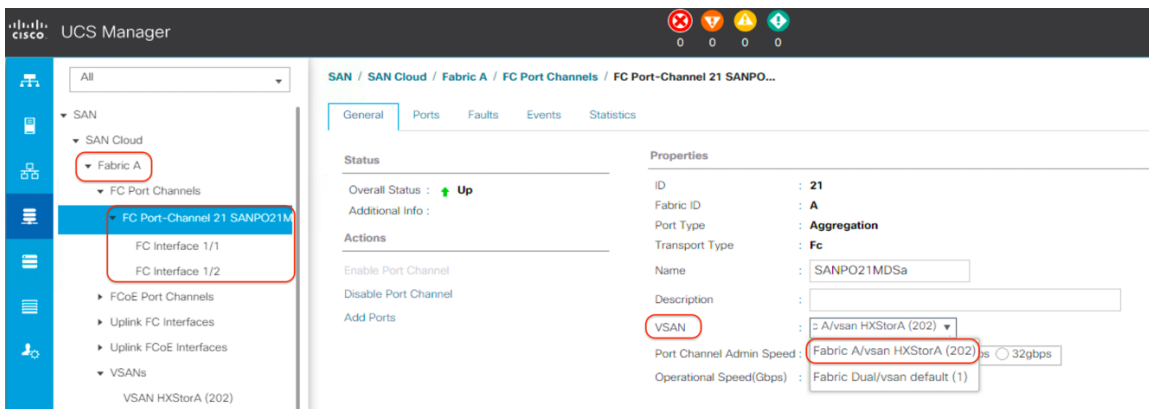 cisco UCS Manager
0 0 0 0
All
SAN
SAN Cloud
Fabric A
FC Port Channels
FC Port-Channel 21 SANPO21M
FC Interface 1/1
FC Interface 1/2
FCoE Port Channels
Uplink FC Interfaces
Uplink FCoE Interfaces
VSANs
VSAN HXStorA (202)
SAN / SAN Cloud / Fabric A / FC Port Channels / FC Port-Channel 21 SANPO...
General Ports Faults Events Statistics
Status
Overall Status : Up
Additional Info :
Actions
Enable Port Channel
Disable Port Channel
Add Ports
Properties
ID : 21
Fabric ID : A
Port Type : Aggregation
Transport Type : Fc
Name : SANPO21MDSa
Description :
VSAN : A/vsan HXStorA (202)
Fabric A/vsan HXStorA (202)
Fabric Dual/vsan default (1)
Port Channel Admin Speed : 32gbps
Operational Speed(Gbps) :